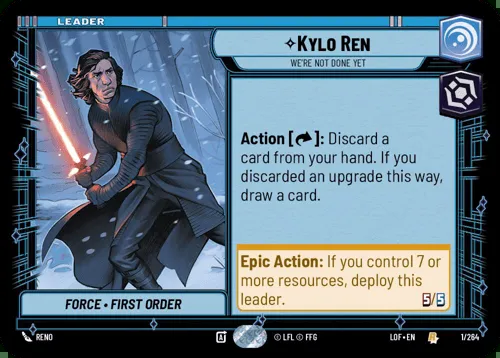 LEADER
✧KYLO REN
WE'RE NOT DONE YET
Action [↷]: Discard a
card from your hand. If you
discarded an upgrade this way,
draw a card.
Epic Action: If you control 7 or
more resources, deploy this
leader.
5/5
FORCE • FIRST ORDER
RENO
A
© LFL © FFG
LOF • EN
R
1/264